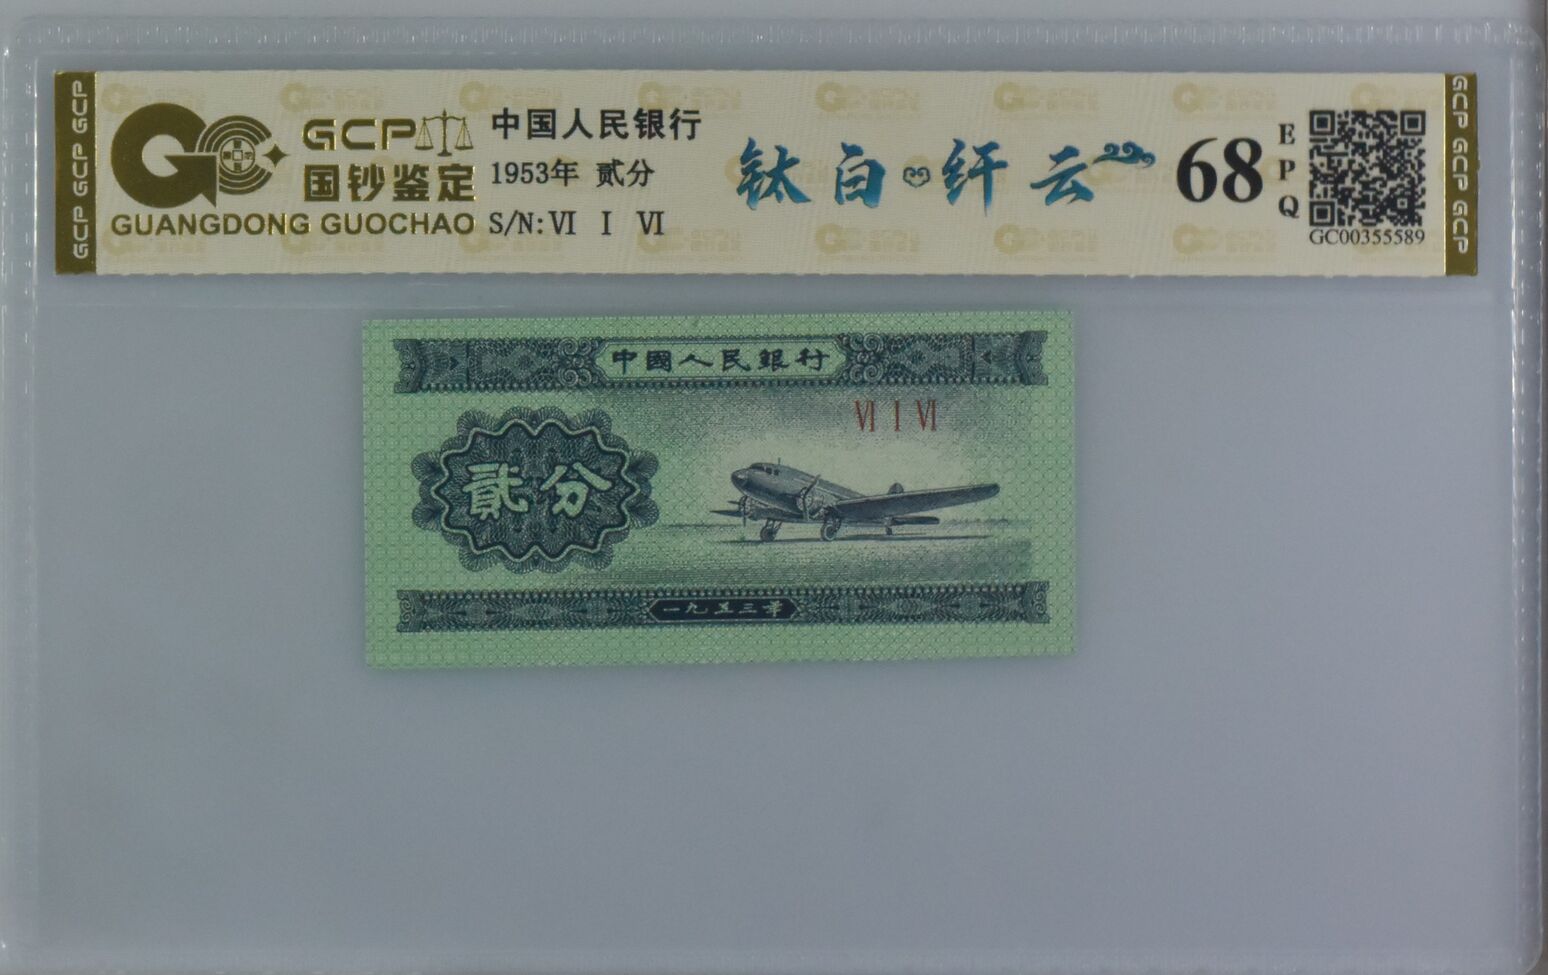 GCP GCP GCP
GCP
国钞鉴定
GUANGDONG GUOCHAO
中国人民银行
1953年 贰分
S/N: Ⅵ Ⅰ Ⅵ
钛白·纤云
68
EPQ
GC00355589
GCP GCP GCP
中國人民銀行
Ⅵ Ⅰ Ⅵ
貳分
一九五三年